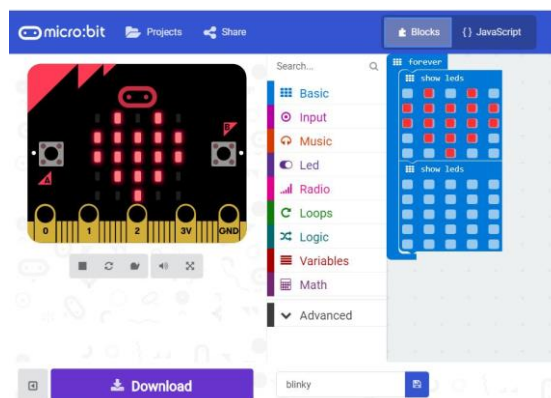 micro:bit
Projects
Share
Blocks
{} JavaScript
Search...
Basic
Input
Music
Led
Radio
Loops
Logic
Variables
Math
Advanced
forever
show leds
show leds
A
B
0 1 2 3V GND
Download
blinky